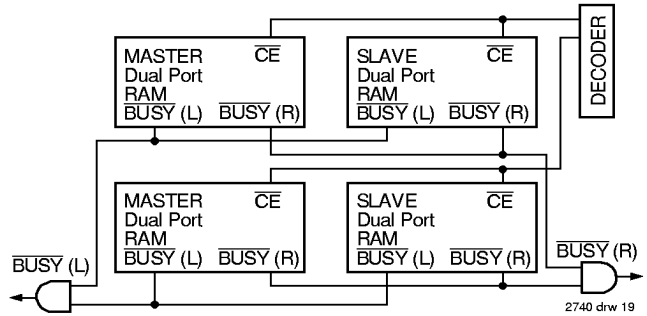 MASTER CE
Dual Port
RAM
BUSY (L) BUSY (R)
SLAVE CE
Dual Port
RAM
BUSY (L) BUSY (R)
DECODER
MASTER CE
Dual Port
RAM
BUSY (L) BUSY (R)
SLAVE CE
Dual Port
RAM
BUSY (L) BUSY (R)
BUSY (L)
BUSY (R)
2740 drw 19